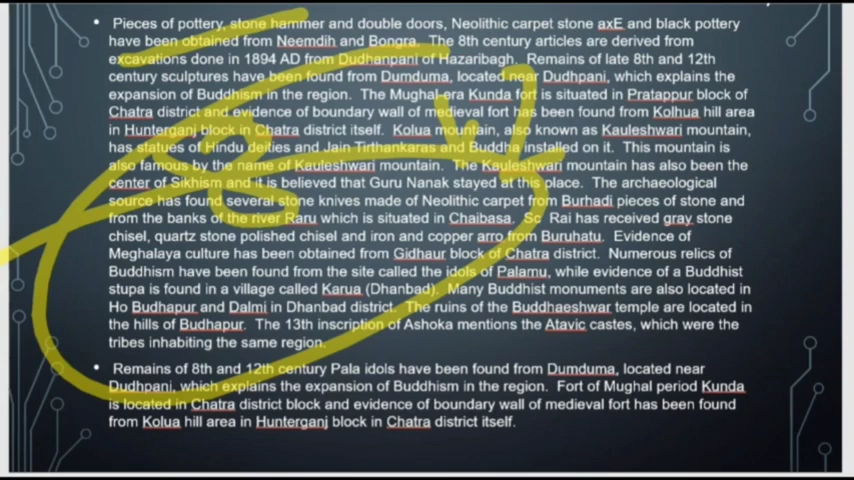 Pieces of pottery, stone hammer and double doors, Neolithic carpet stone axE and black pottery
have been obtained from Neemdih and Bongra. The 8th century articles are derived from
excavations done in 1894 AD from Dudhanpani of Hazaribagh. Remains of late 8th and 12th
century sculptures have been found from Dumduma, located near Dudhpani, which explains the
expansion of Buddhism in the region. The Mughal-era Kunda fort is situated in Pratappur block of
Chatra district and evidence of boundary wall of medieval fort has been found from Kolhua hill area
in Hunterganj block in Chatra district itself. Kolua Mountain, also known as Kauleshwari mountain,
has statues of Hindu deities and Jain Tirthankaras and Buddha installed on it. This mountain is
also famous by the name of Kauleshwari mountain. The Kauleshwari mountain has also been the
center of Sikhism and it is believed that Guru Nanak stayed at this place. The archaeological
source has found several stone knives made of Neolithic carpet from Burhadi pieces of stone and
from the banks of the river Raru which is situated in Chaibasa. Sc Rai has received gray stone
chisel, quartz stone polished chisel and iron and copper arro from Buruhatu. Evidence of
Meghalaya culture has been obtained from Gidhaur block of Chatra district. Numerous relics of
Buddhism have been found from the site called the idols of Palamu, while evidence of a Buddhist
stupa is found in a village called Karua (Dhanbad). Many Buddhist monuments are also located in
Ho Budhapur and Dalmi in Dhanbad district. The ruins of the Buddhaeshwar temple are located in
the hills of Budhapur. The 13th inscription of Ashoka mentions the Atavic castes, which were the
tribes inhabiting the same region.
Remains of 8th and 12th century Pala idols have been found from Dumduma, located near
Dudhpani, which explains the expansion of Buddhism in the region. Fort of Mughal period Kunda
is located in Chatra district block and evidence of boundary wall of medieval fort has been found
from Kolua hill area in Hunterganj block in Chatra district itself.